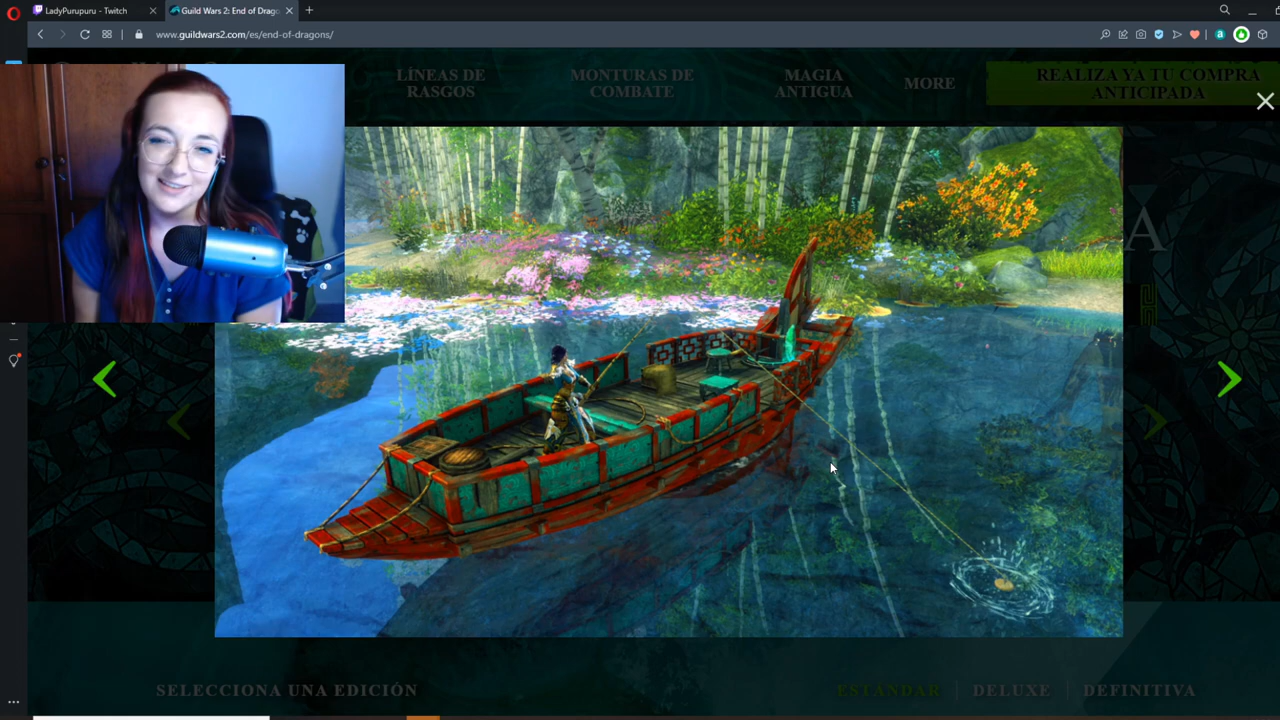 LadyPurupuru - Twitch
Guild Wars 2: End of Drago
www.guildwars2.com/es/end-of-dragons/
LÍNEAS DE
RASGOS
MONTURAS DE
COMBATE
MAGIA
ANTIGUA
MORE
REALIZA YA TU COMPRA
ANTICIPADA
A
SELECCIONA UNA EDICIÓN
ESTÁNDAR
DELUXE
DEFINITIVA